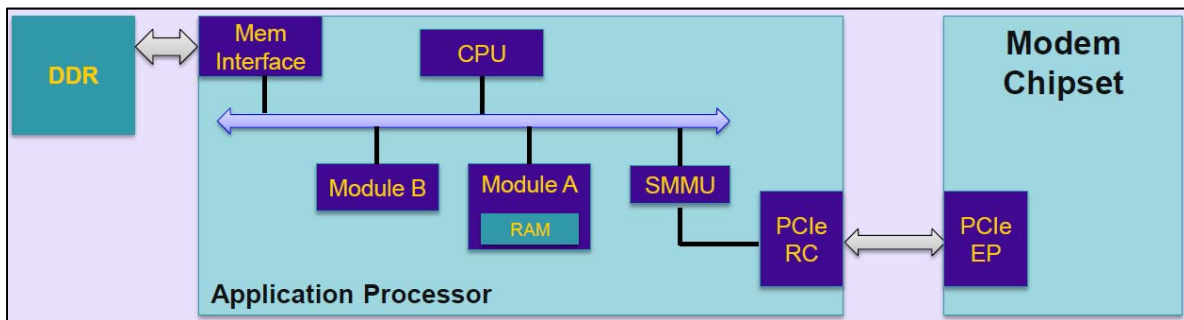 DDR
Mem
Interface
CPU
Module B
Module A
RAM
SMMU
PCIe
RC
Application Processor
Modem
Chipset
PCIe
EP